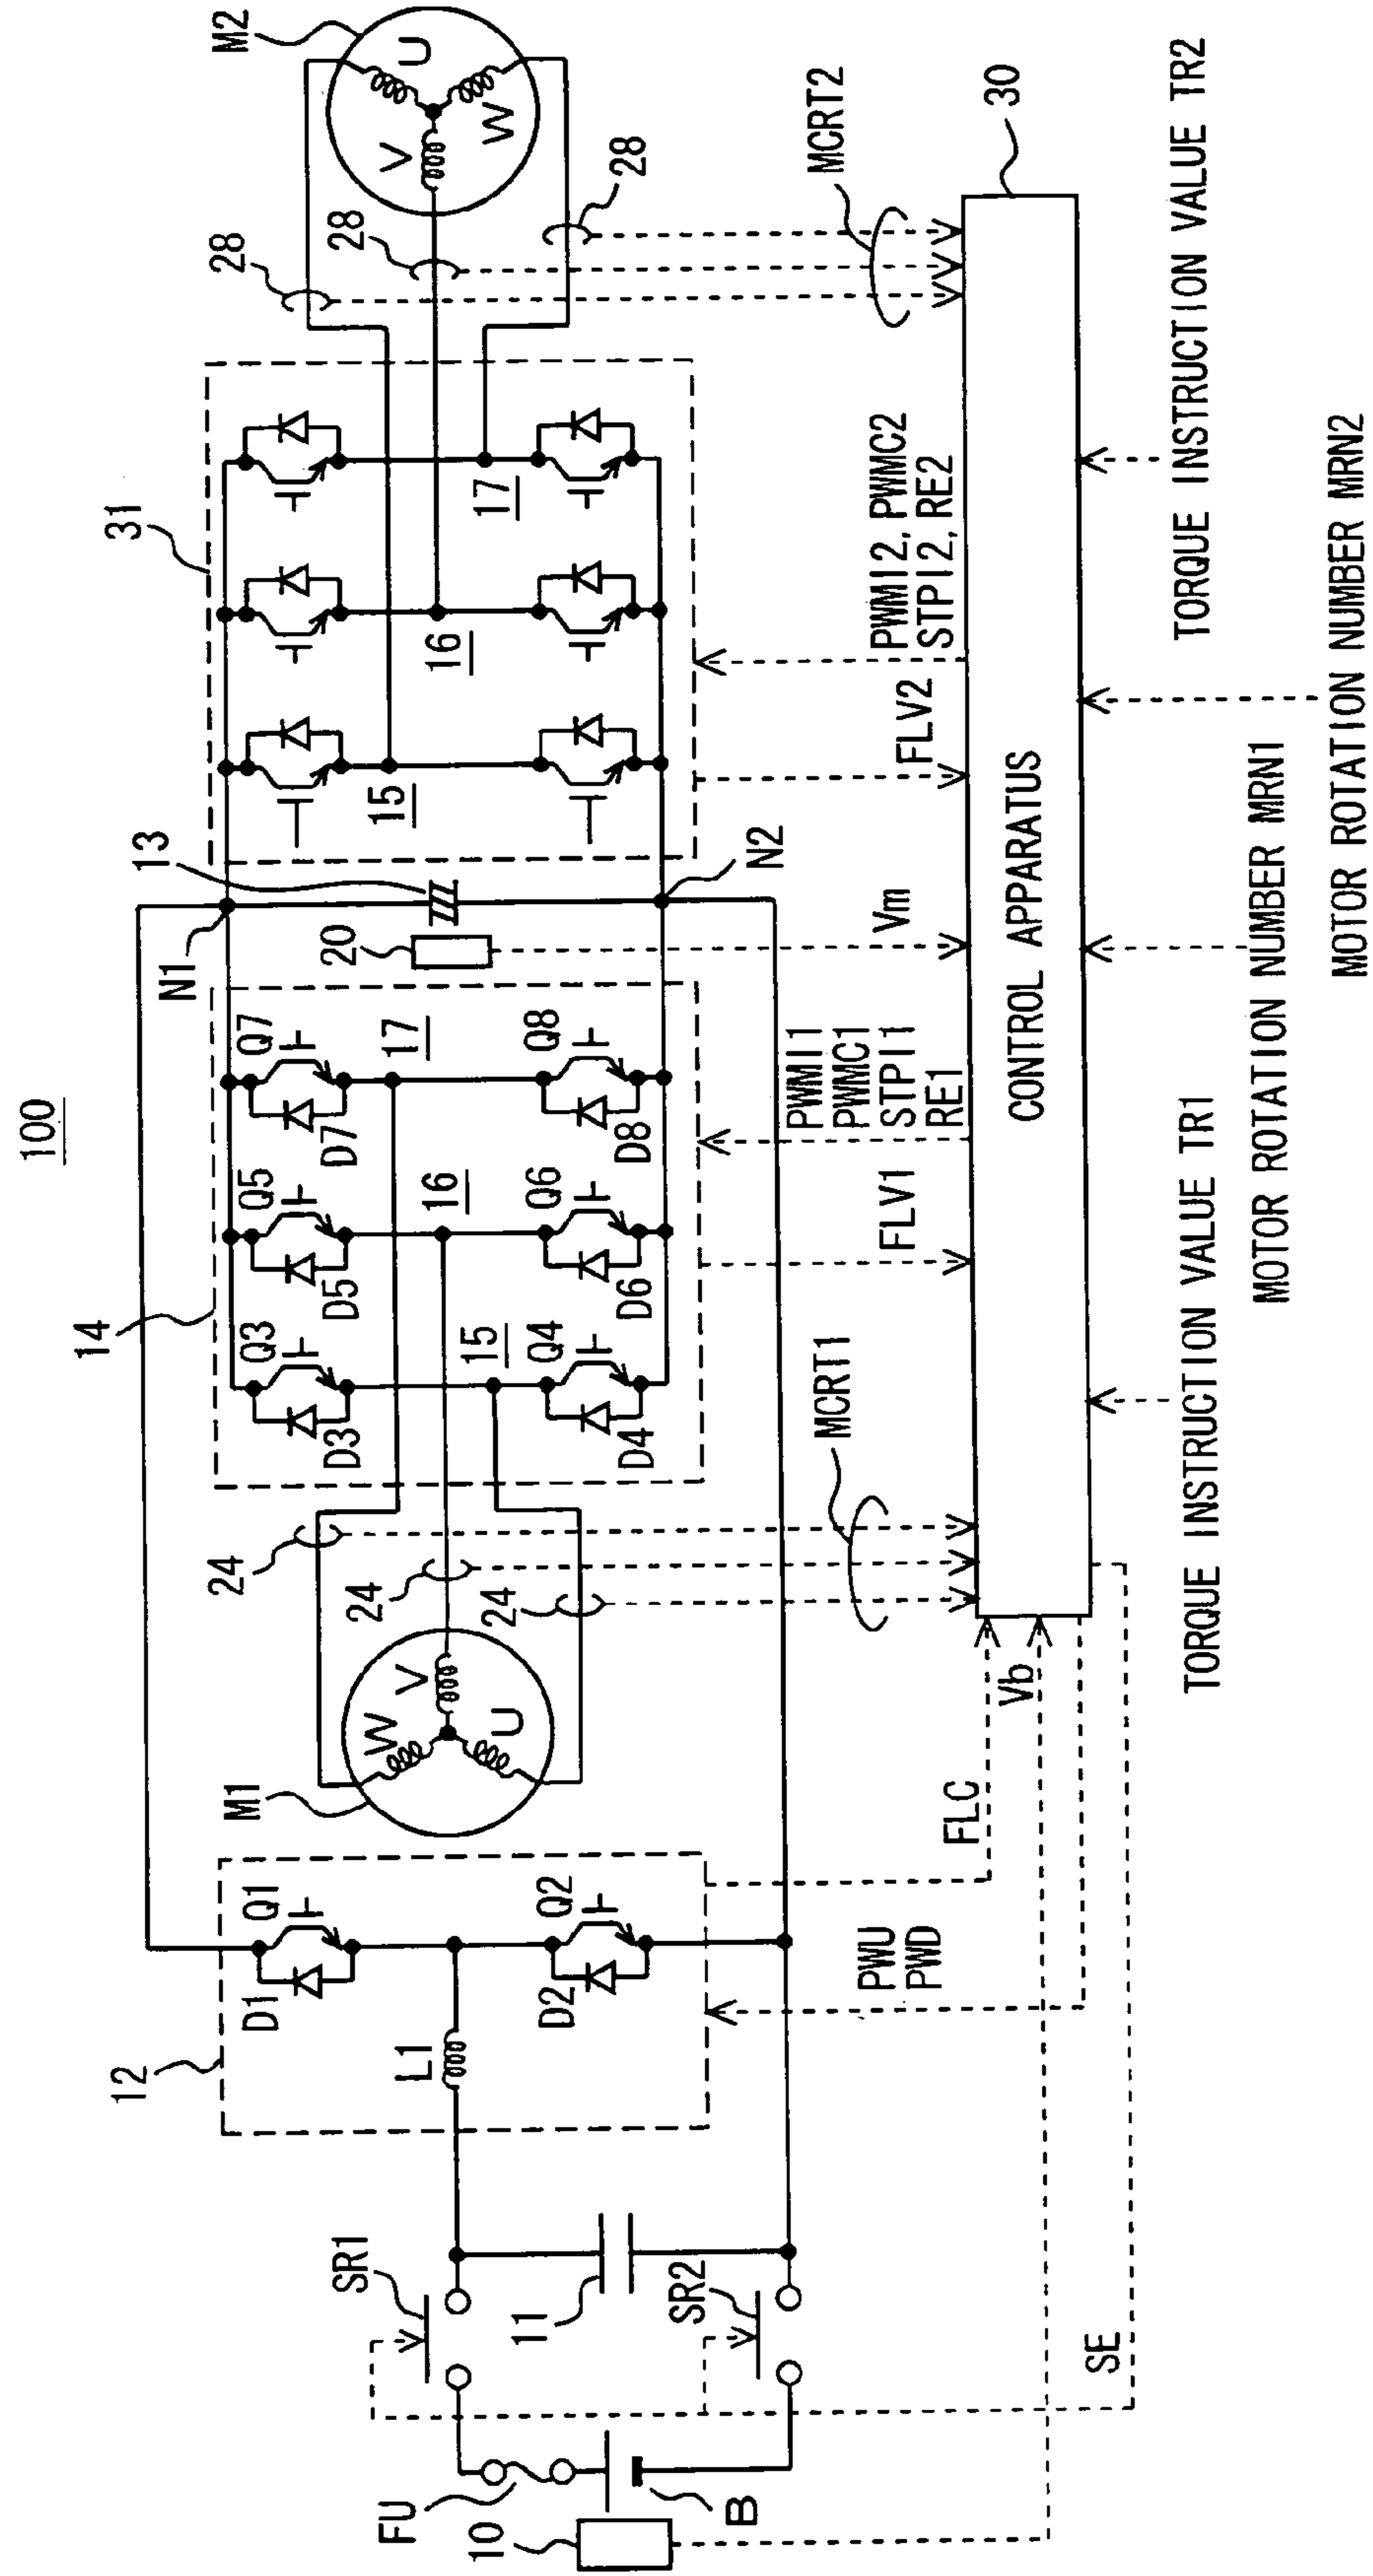 100
FU
10
B
SR1
11
SR2
SE
12
L1
D1
Q1
D2
Q2
PWU
PWD
FLC
Vb
M1
W
V
U
24
24
24
MCRT1
14
Q3
D3
15
Q4
D4
Q5
D5
16
Q6
D6
Q7
D7
17
Q8
D8
FLV1
PWMI1
PWMC1
STPI1
RE1
N1
13
20
N2
Vm
31
15
16
17
FLV2
PWMI2, PWMC2
STPI2, RE2
28
28
28
M2
U
V
W
MCRT2
30
CONTROL APPARATUS
TORQUE INSTRUCTION VALUE TR1
MOTOR ROTATION NUMBER MRN1
MOTOR ROTATION NUMBER MRN2
TORQUE INSTRUCTION VALUE TR2